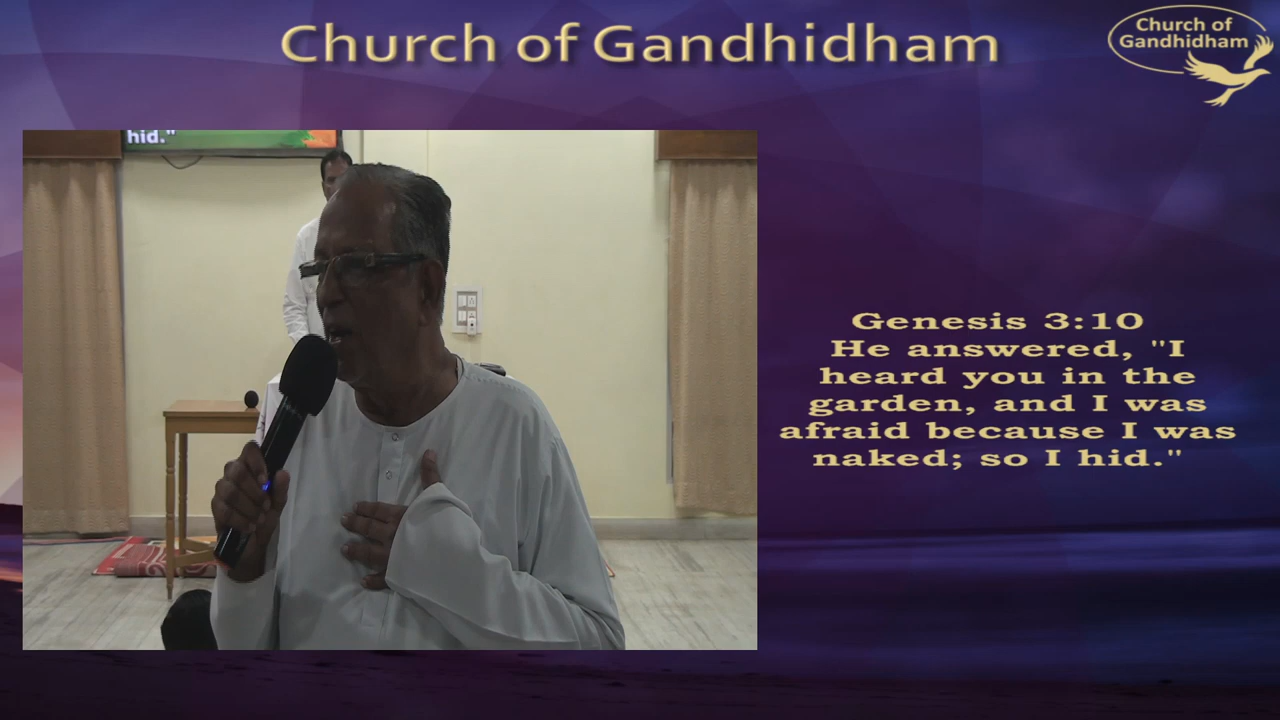 Church of Gandhidham
Church of
Gandhidham
hid."
Genesis 3:10
He answered, "I
heard you in the
garden, and I was
afraid because I was
naked; so I hid."